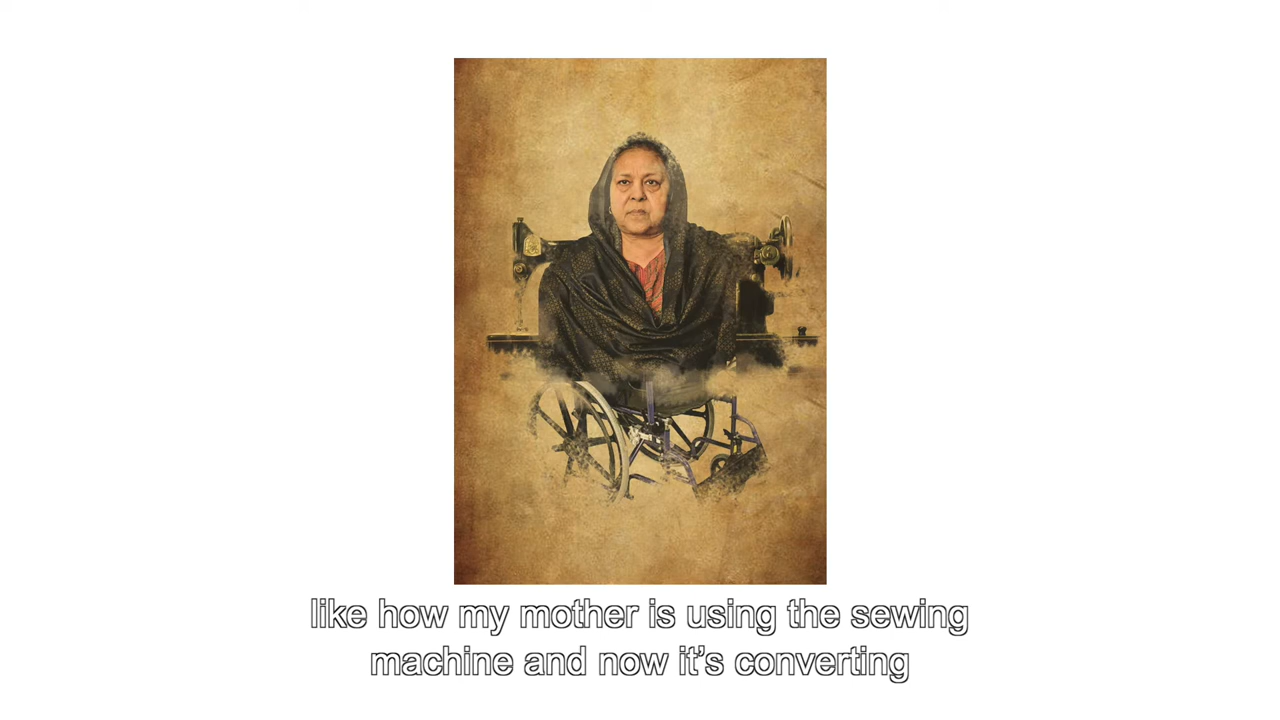 like how my mother is using the sewing
machine and now it's converting